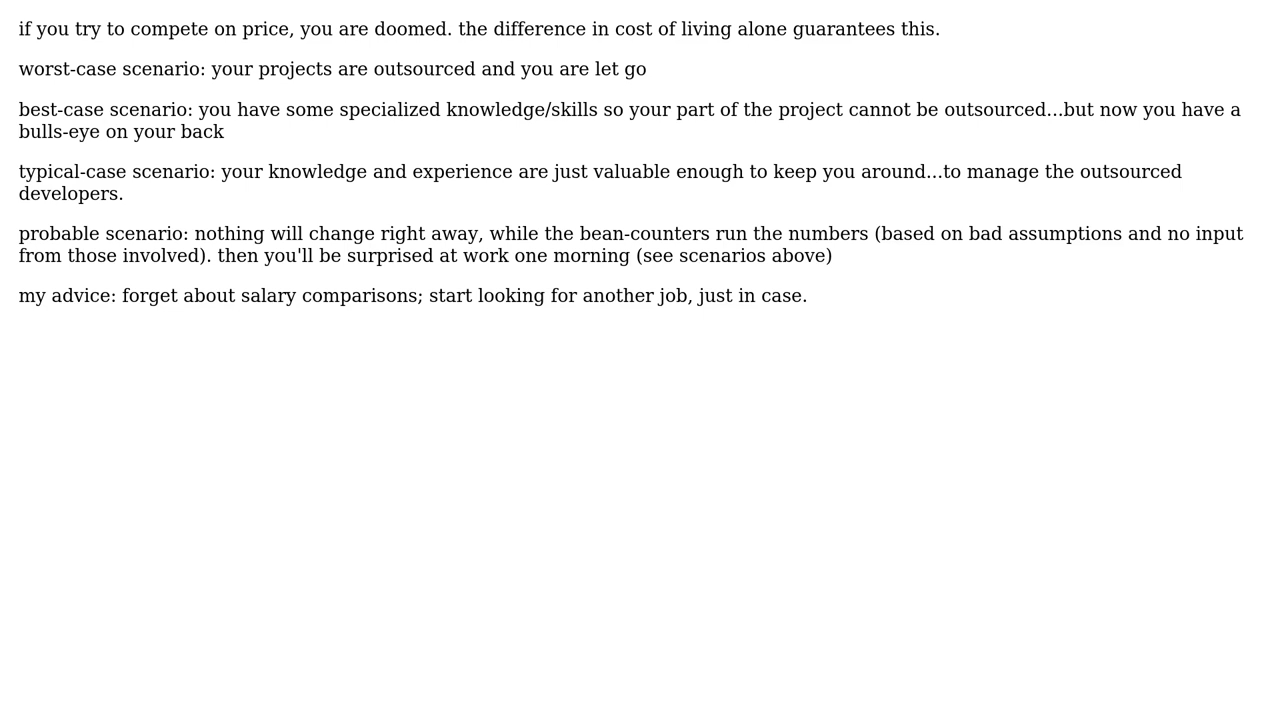 if you try to compete on price, you are doomed. the difference in cost of living alone guarantees this.
worst-case scenario: your projects are outsourced and you are let go
best-case scenario: you have some specialized knowledge/skills so your part of the project cannot be outsourced...but now you have a
bulls-eye on your back
typical-case scenario: your knowledge and experience are just valuable enough to keep you around...to manage the outsourced
developers.
probable scenario: nothing will change right away, while the bean-counters run the numbers (based on bad assumptions and no input
from those involved). then you'll be surprised at work one morning (see scenarios above)
my advice: forget about salary comparisons; start looking for another job, just in case.